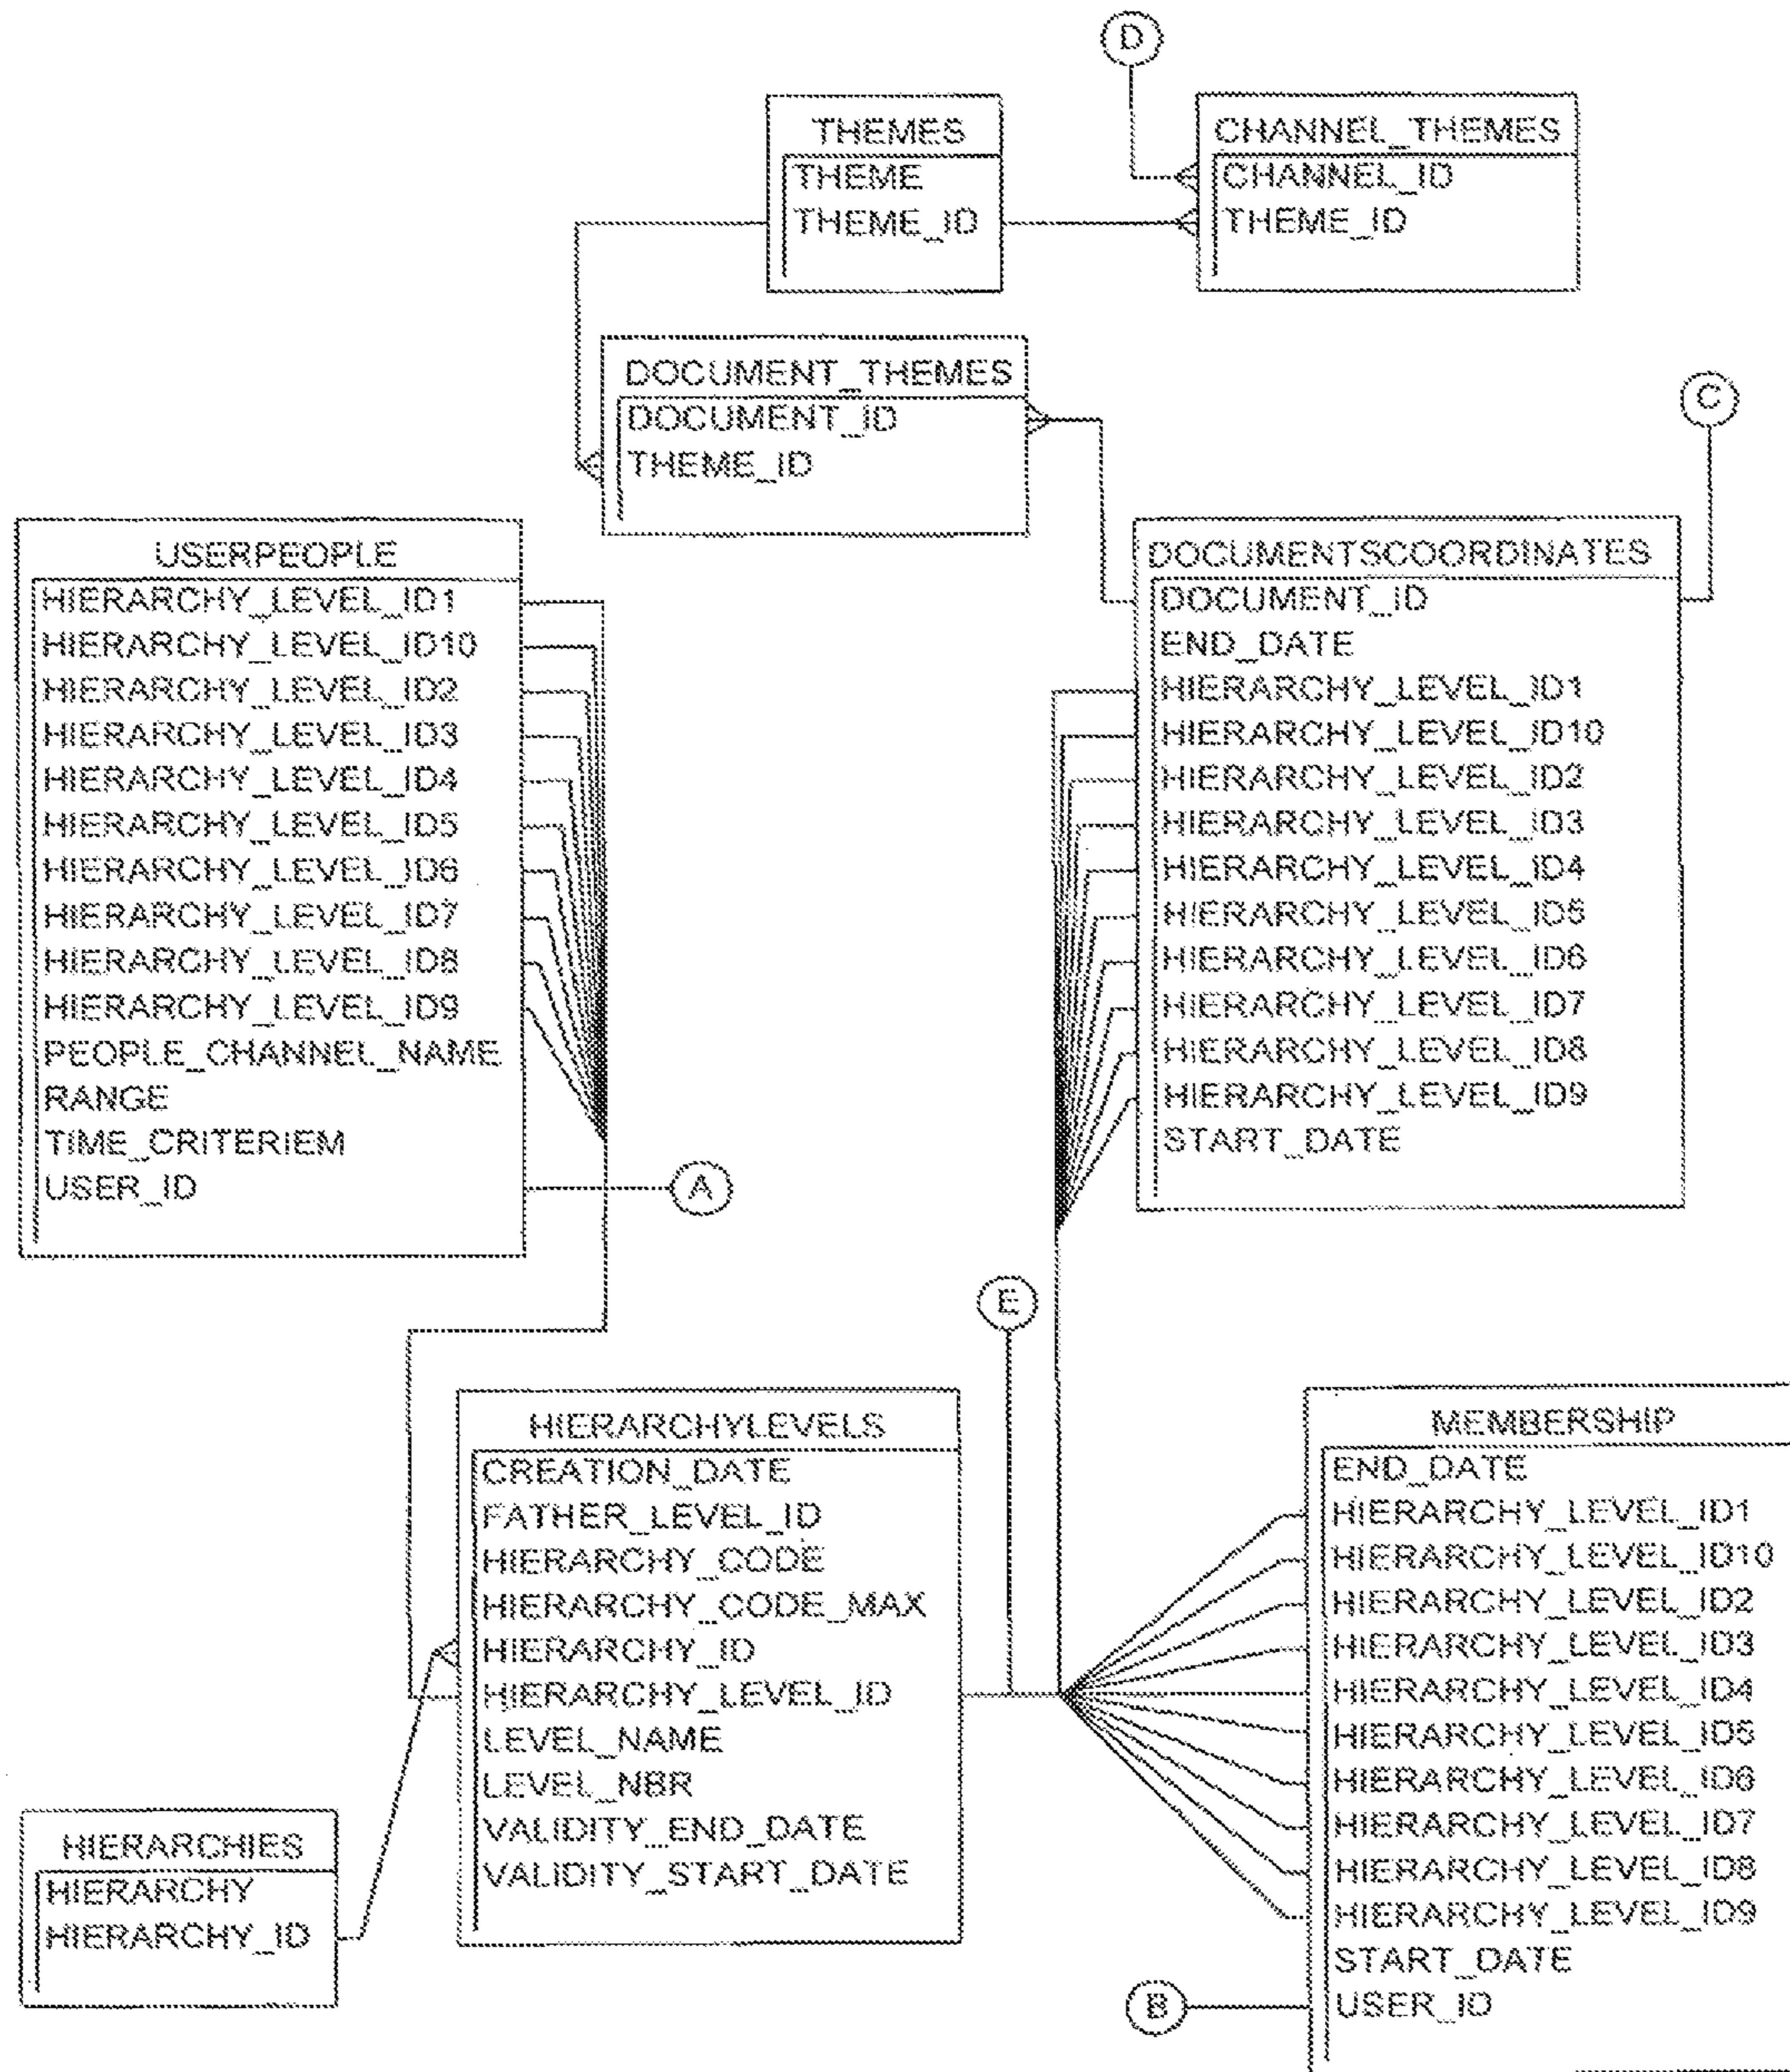 D
THEMES
THEME
THEME_ID
CHANNEL_THEMES
CHANNEL_ID
THEME_ID
DOCUMENT_THEMES
DOCUMENT_ID
THEME_ID
C
USERPEOPLE
HIERARCHY_LEVEL_ID1
HIERARCHY_LEVEL_ID10
HIERARCHY_LEVEL_ID2
HIERARCHY_LEVEL_ID3
HIERARCHY_LEVEL_ID4
HIERARCHY_LEVEL_ID5
HIERARCHY_LEVEL_ID6
HIERARCHY_LEVEL_ID7
HIERARCHY_LEVEL_ID8
HIERARCHY_LEVEL_ID9
PEOPLE_CHANNEL_NAME
RANGE
TIME_CRITERIEM
USER_ID
A
DOCUMENTSCOORDINATES
DOCUMENT_ID
END_DATE
HIERARCHY_LEVEL_ID1
HIERARCHY_LEVEL_ID10
HIERARCHY_LEVEL_ID2
HIERARCHY_LEVEL_ID3
HIERARCHY_LEVEL_ID4
HIERARCHY_LEVEL_ID5
HIERARCHY_LEVEL_ID6
HIERARCHY_LEVEL_ID7
HIERARCHY_LEVEL_ID8
HIERARCHY_LEVEL_ID9
START_DATE
E
HIERARCHYLEVELS
CREATION_DATE
FATHER_LEVEL_ID
HIERARCHY_CODE
HIERARCHY_CODE_MAX
HIERARCHY_ID
HIERARCHY_LEVEL_ID
LEVEL_NAME
LEVEL_NBR
VALIDITY_END_DATE
VALIDITY_START_DATE
MEMBERSHIP
END_DATE
HIERARCHY_LEVEL_ID1
HIERARCHY_LEVEL_ID10
HIERARCHY_LEVEL_ID2
HIERARCHY_LEVEL_ID3
HIERARCHY_LEVEL_ID4
HIERARCHY_LEVEL_ID5
HIERARCHY_LEVEL_ID6
HIERARCHY_LEVEL_ID7
HIERARCHY_LEVEL_ID8
HIERARCHY_LEVEL_ID9
START_DATE
USER_ID
B
HIERARCHIES
HIERARCHY
HIERARCHY_ID